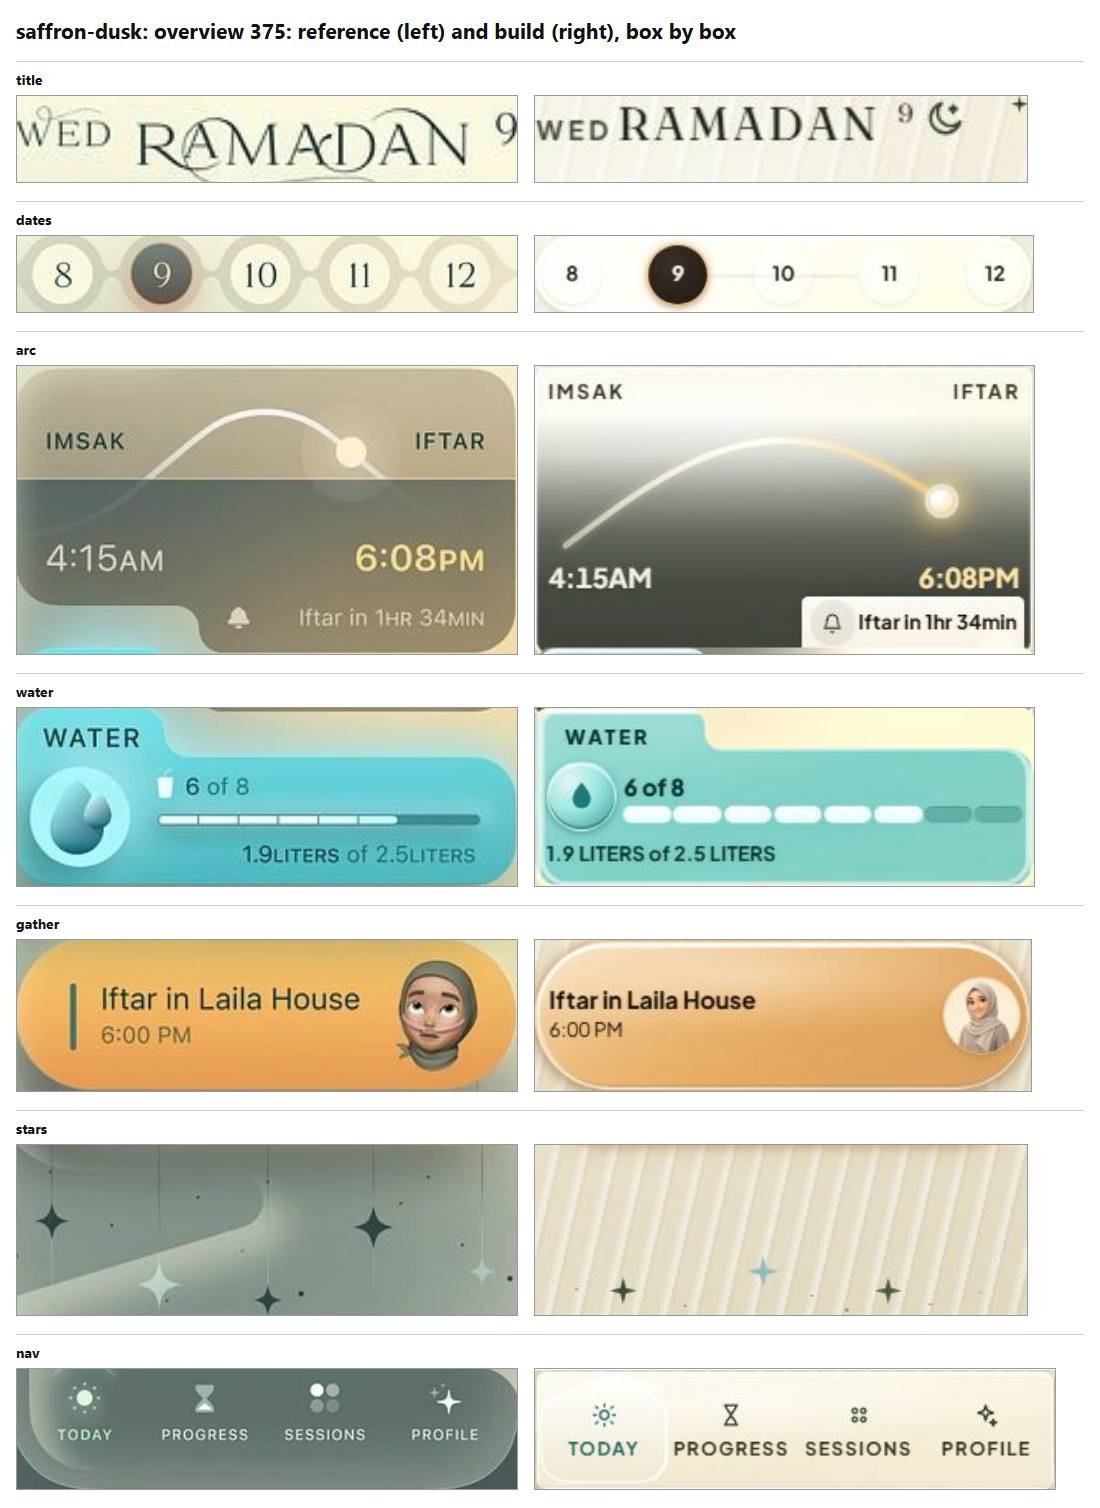 saffron-dusk: overview 375: reference (left) and build (right), box by box
title
WED RAMADAN 9
WED RAMADAN 9
dates
8 9 10 11 12
8 9 10 11 12
arc
IMSAK IFTAR
4:15AM 6:08PM
Iftar in 1HR 34MIN
IMSAK IFTAR
4:15AM 6:08PM
Iftar in 1hr 34min
water
WATER
6 of 8
1.9LITERS of 2.5LITERS
WATER
6 of 8
1.9 LITERS of 2.5 LITERS
gather
Iftar in Laila House
6:00 PM
Iftar in Laila House
6:00 PM
stars
nav
TODAY PROGRESS SESSIONS PROFILE
TODAY PROGRESS SESSIONS PROFILE